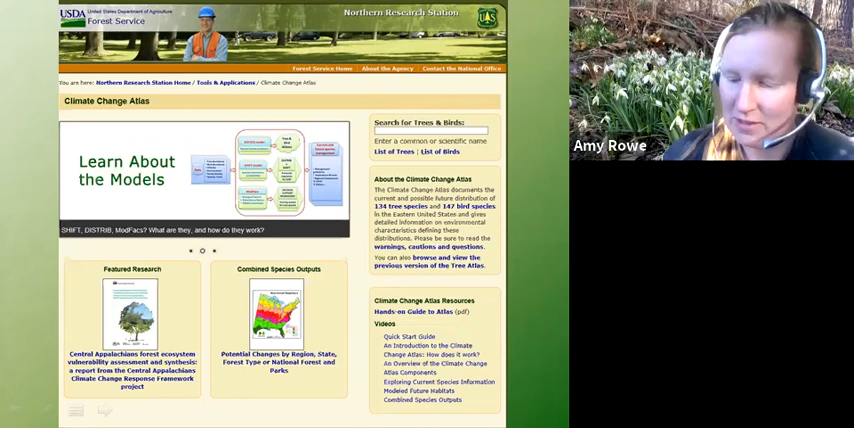 USDA
United States Department of Agriculture
Forest Service
Northern Research Station
UAS
Forest Service Home | About the Agency | Contact the National Office
You are here: Northern Research Station Home / Tools & Applications / Climate Change Atlas
Climate Change Atlas
Learn About
the Models
SHIFT, DISTRIB, ModFacs? What are they, and how do they work?
Featured Research
Central Appalachians forest ecosystem
vulnerability assessment and synthesis:
a report from the Central Appalachians
Climate Change Response Framework
project
Combined Species Outputs
Potential Changes by Region, State,
Forest Type or National Forest and
Parks
Search for Trees & Birds:
Enter a common or scientific name
List of Trees | List of Birds
About the Climate Change Atlas
The Climate Change Atlas documents the
current and possible future distribution of
134 tree species and 147 bird species
in the Eastern United States and gives
detailed information on environmental
characteristics defining these
distributions. Please be sure to read the
warnings, cautions and questions.
You can also browse and view the
previous version of the Tree Atlas.
Climate Change Atlas Resources
Hands-on Guide to Atlas (pdf)
Videos
Quick Start Guide
An Introduction to the Climate
Change Atlas: How does it work?
An Overview of the Climate Change
Atlas Components
Exploring Current Species Information
Modeled Future Habitats
Combined Species Outputs
Amy Rowe